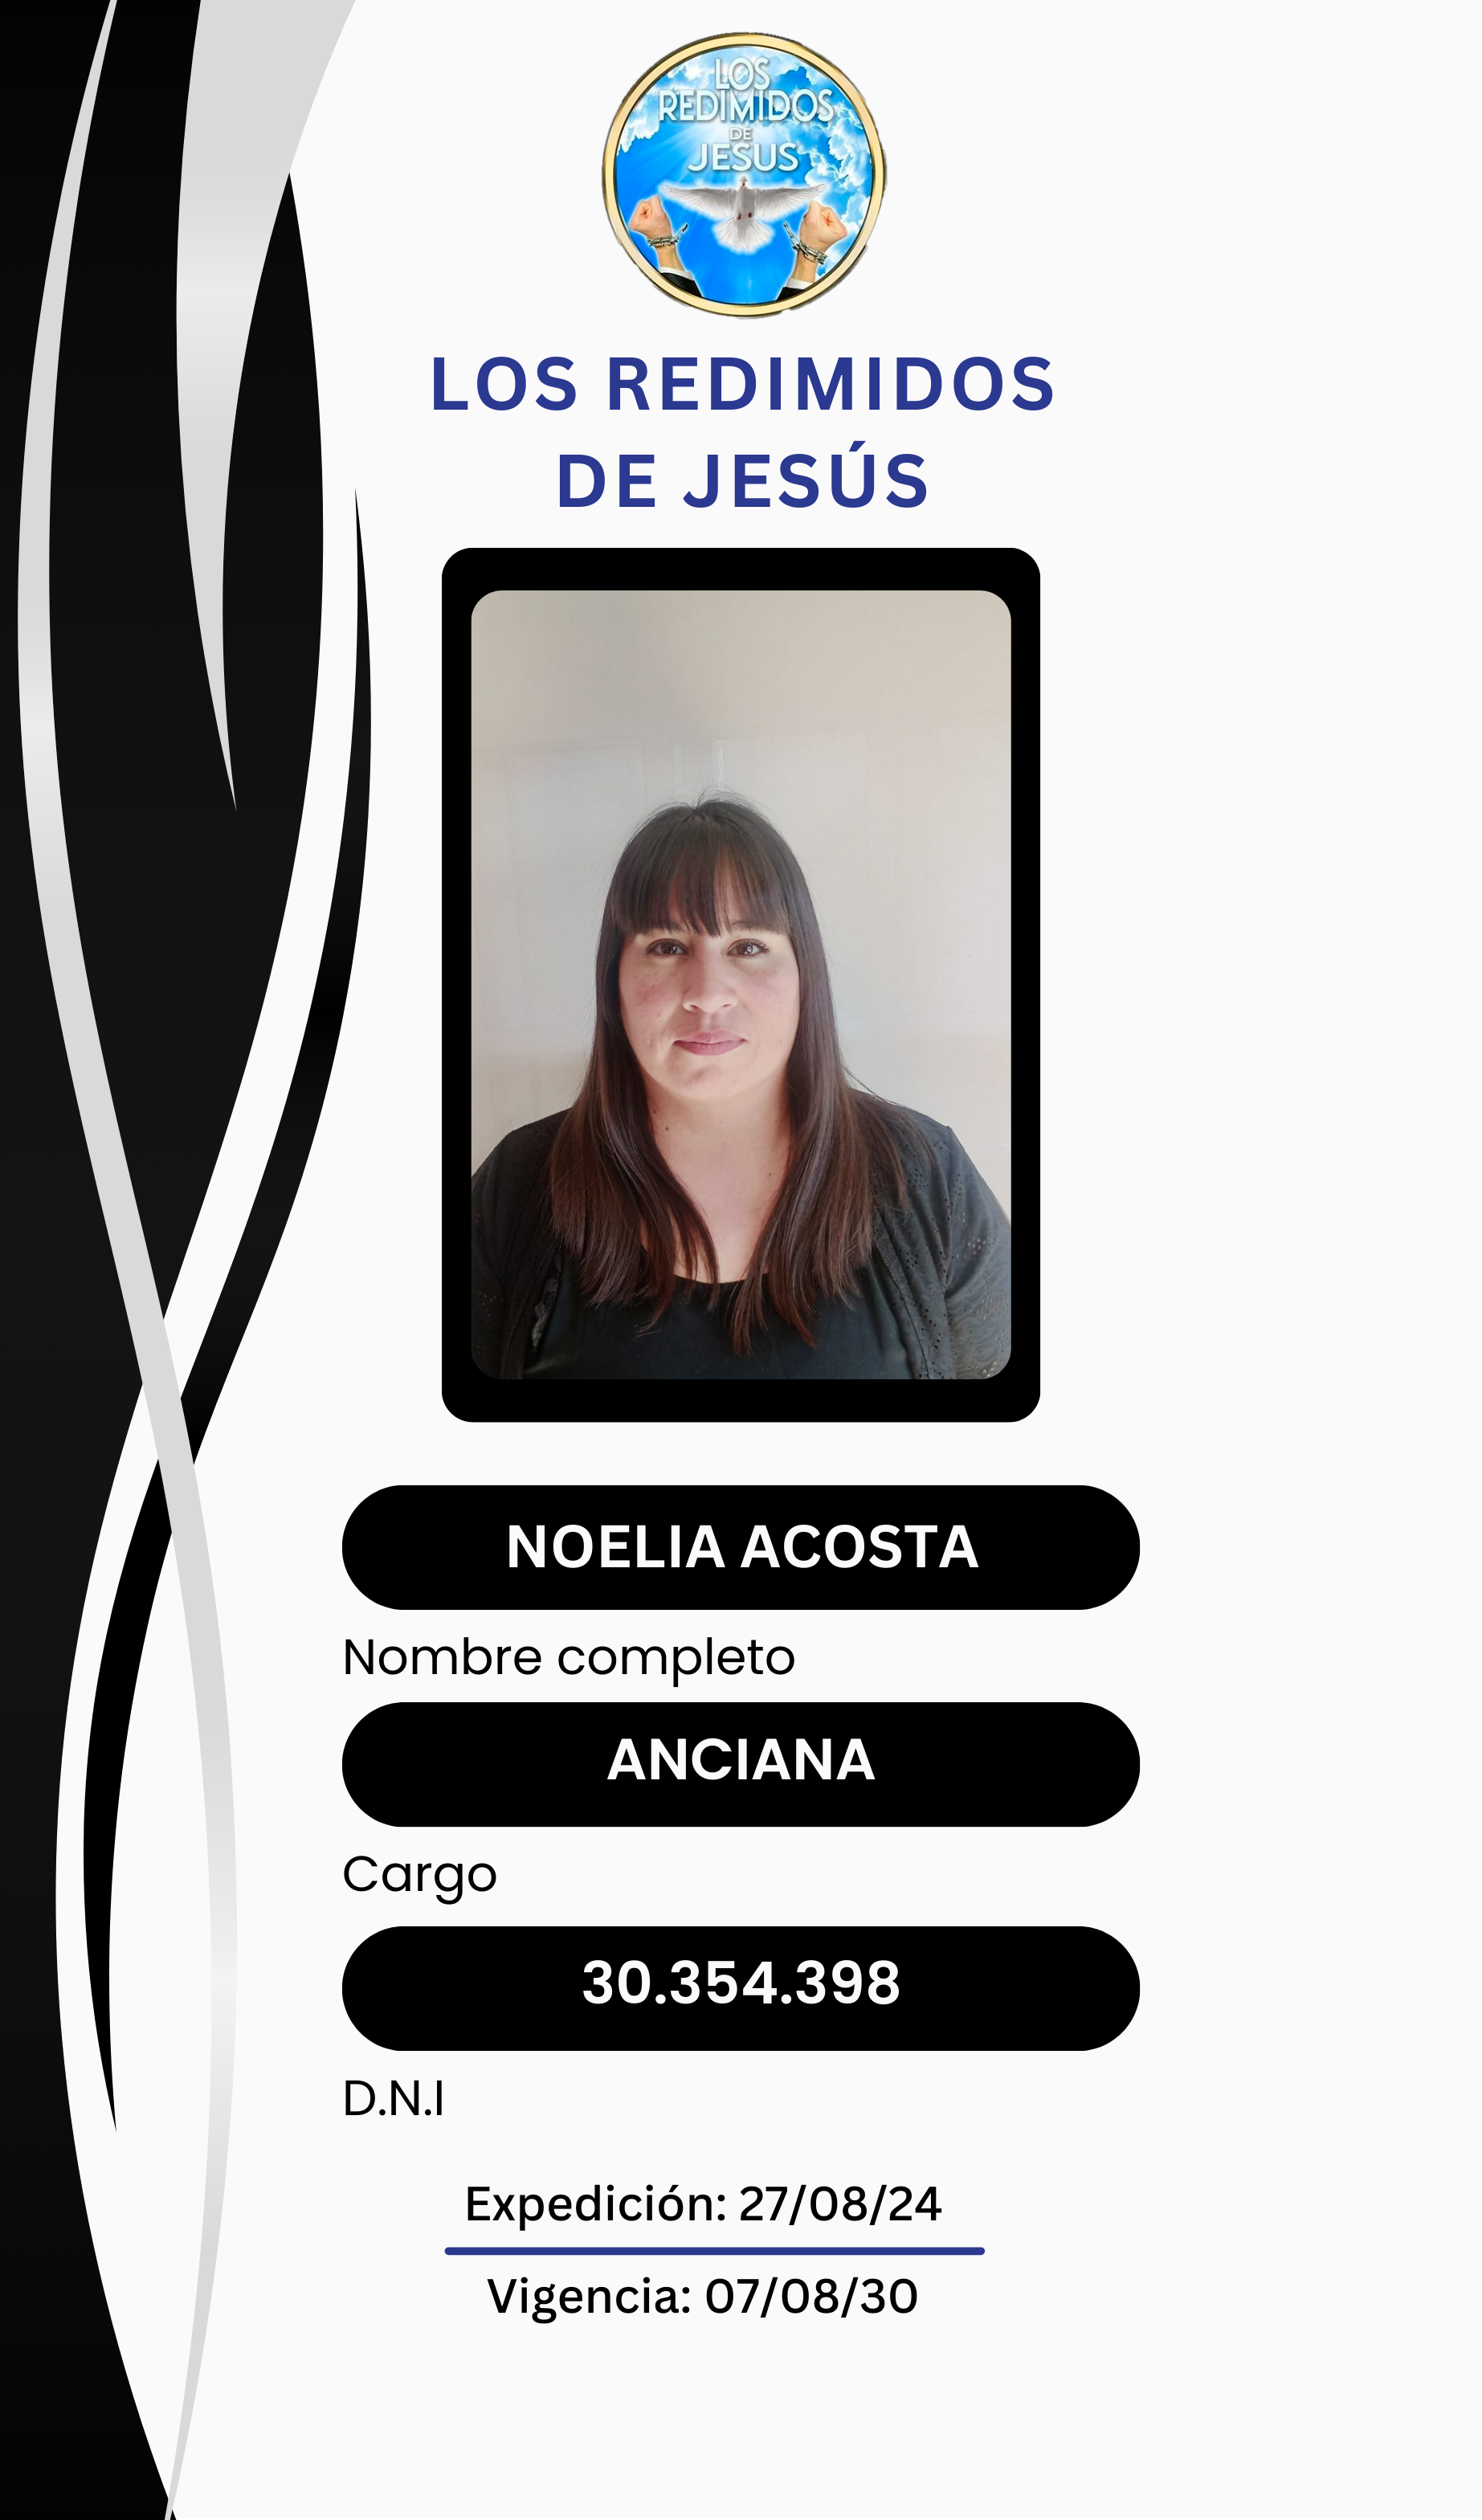 LOS
REDIMIDOS
DE
JESUS
LOS REDIMIDOS
DE JESÚS
NOELIA ACOSTA
Nombre completo
ANCIANA
Cargo
30.354.398
D.N.I
Expedición: 27/08/24
Vigencia: 07/08/30